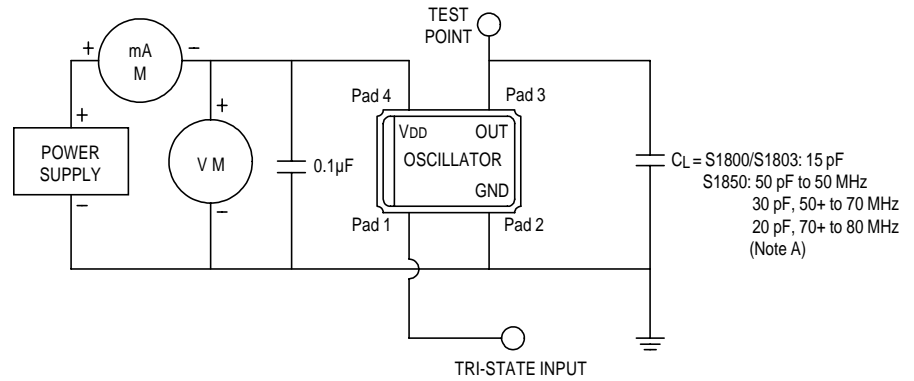 TEST
POINT
+
mA
M
–
Pad 4
Pad 3
+
POWER
SUPPLY
–
+
V M
–
0.1µF
VDD
OUT
OSCILLATOR
GND
Pad 1
Pad 2
CL = S1800/S1803: 15 pF
S1850: 50 pF to 50 MHz
30 pF, 50+ to 70 MHz
20 pF, 70+ to 80 MHz
(Note A)
TRI-STATE INPUT